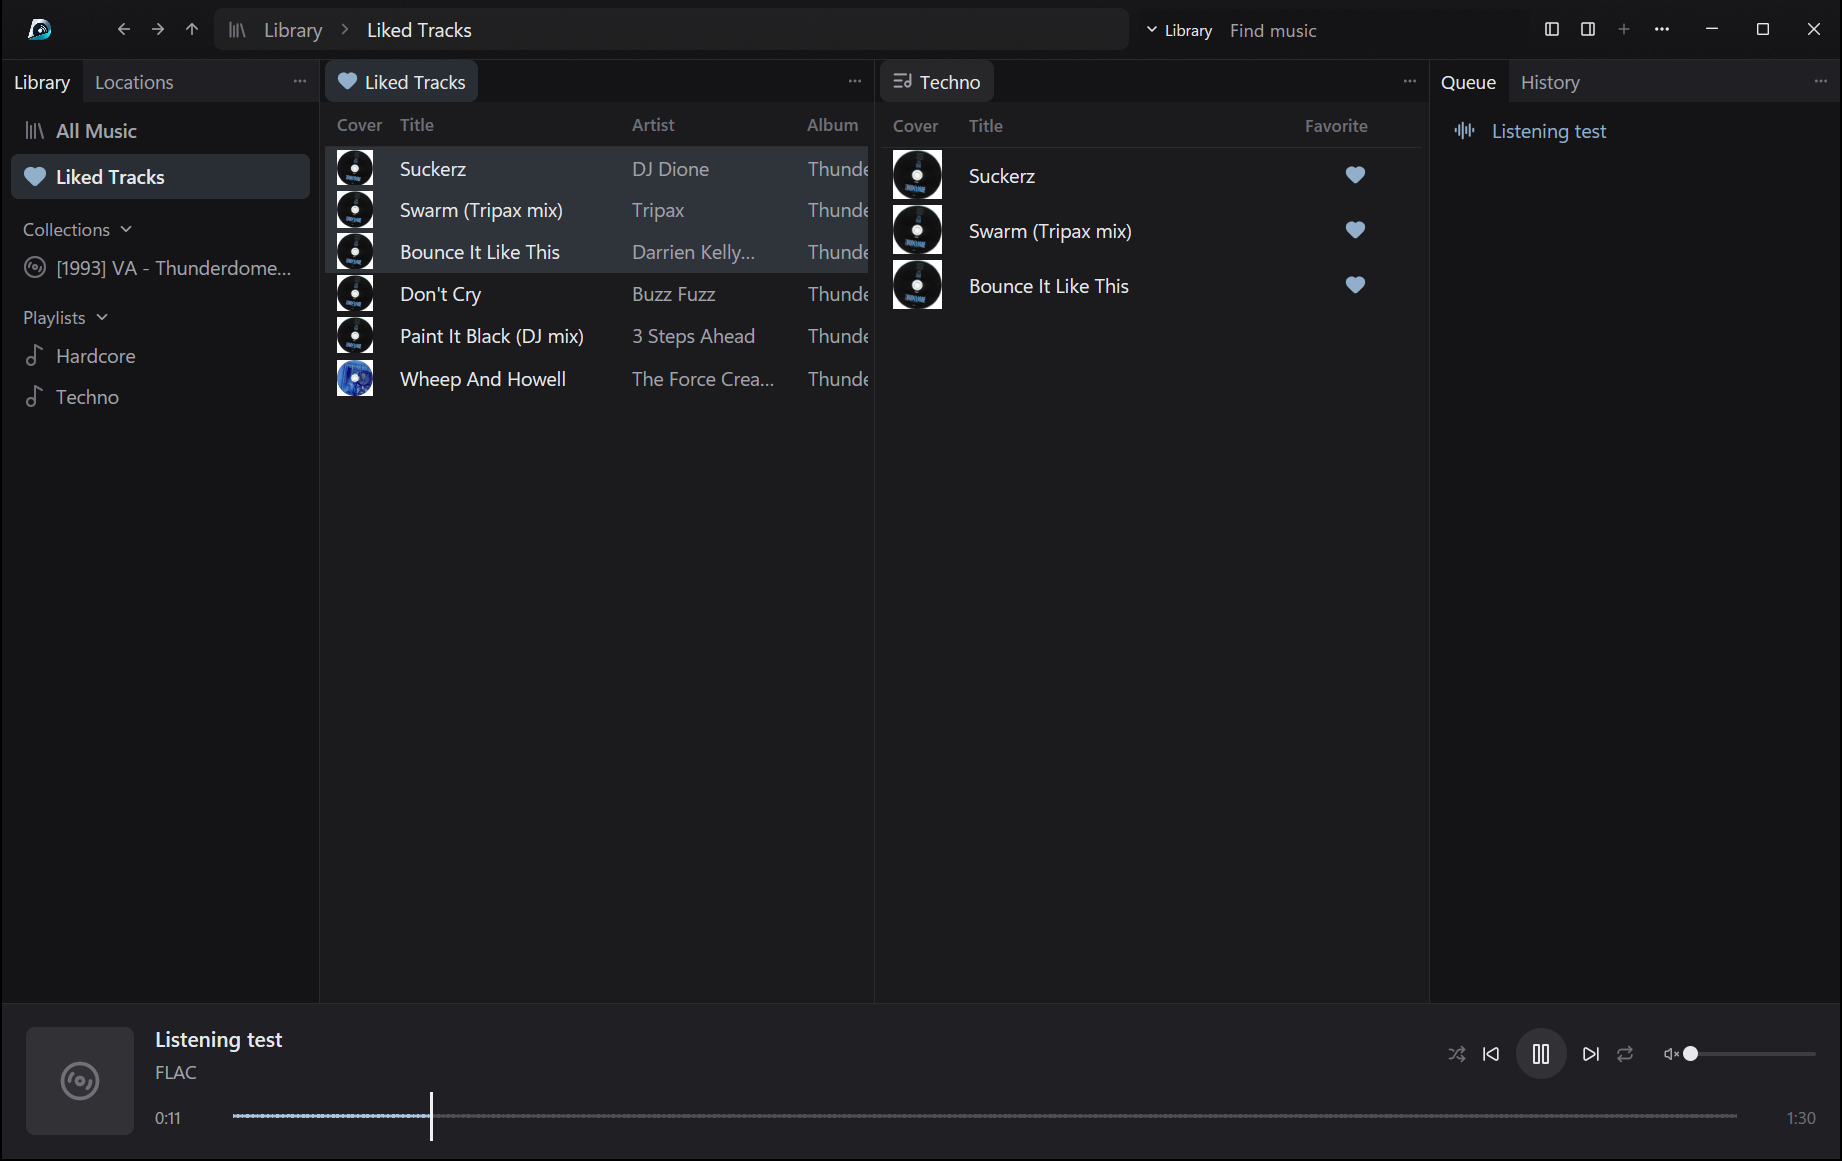 Library > Liked Tracks
Library Find music
Library Locations
All Music
Liked Tracks
Collections
[1993] VA - Thunderdome...
Playlists
Hardcore
Techno
Liked Tracks
Cover Title Artist Album
Suckerz DJ Dione Thunde
Swarm (Tripax mix) Tripax Thunde
Bounce It Like This Darrien Kelly... Thunde
Don't Cry Buzz Fuzz Thunde
Paint It Black (DJ mix) 3 Steps Ahead Thunde
Wheep And Howell The Force Crea... Thunde
Techno
Cover Title Favorite
Suckerz
Swarm (Tripax mix)
Bounce It Like This
Queue History
Listening test
Listening test
FLAC
0:11 1:30